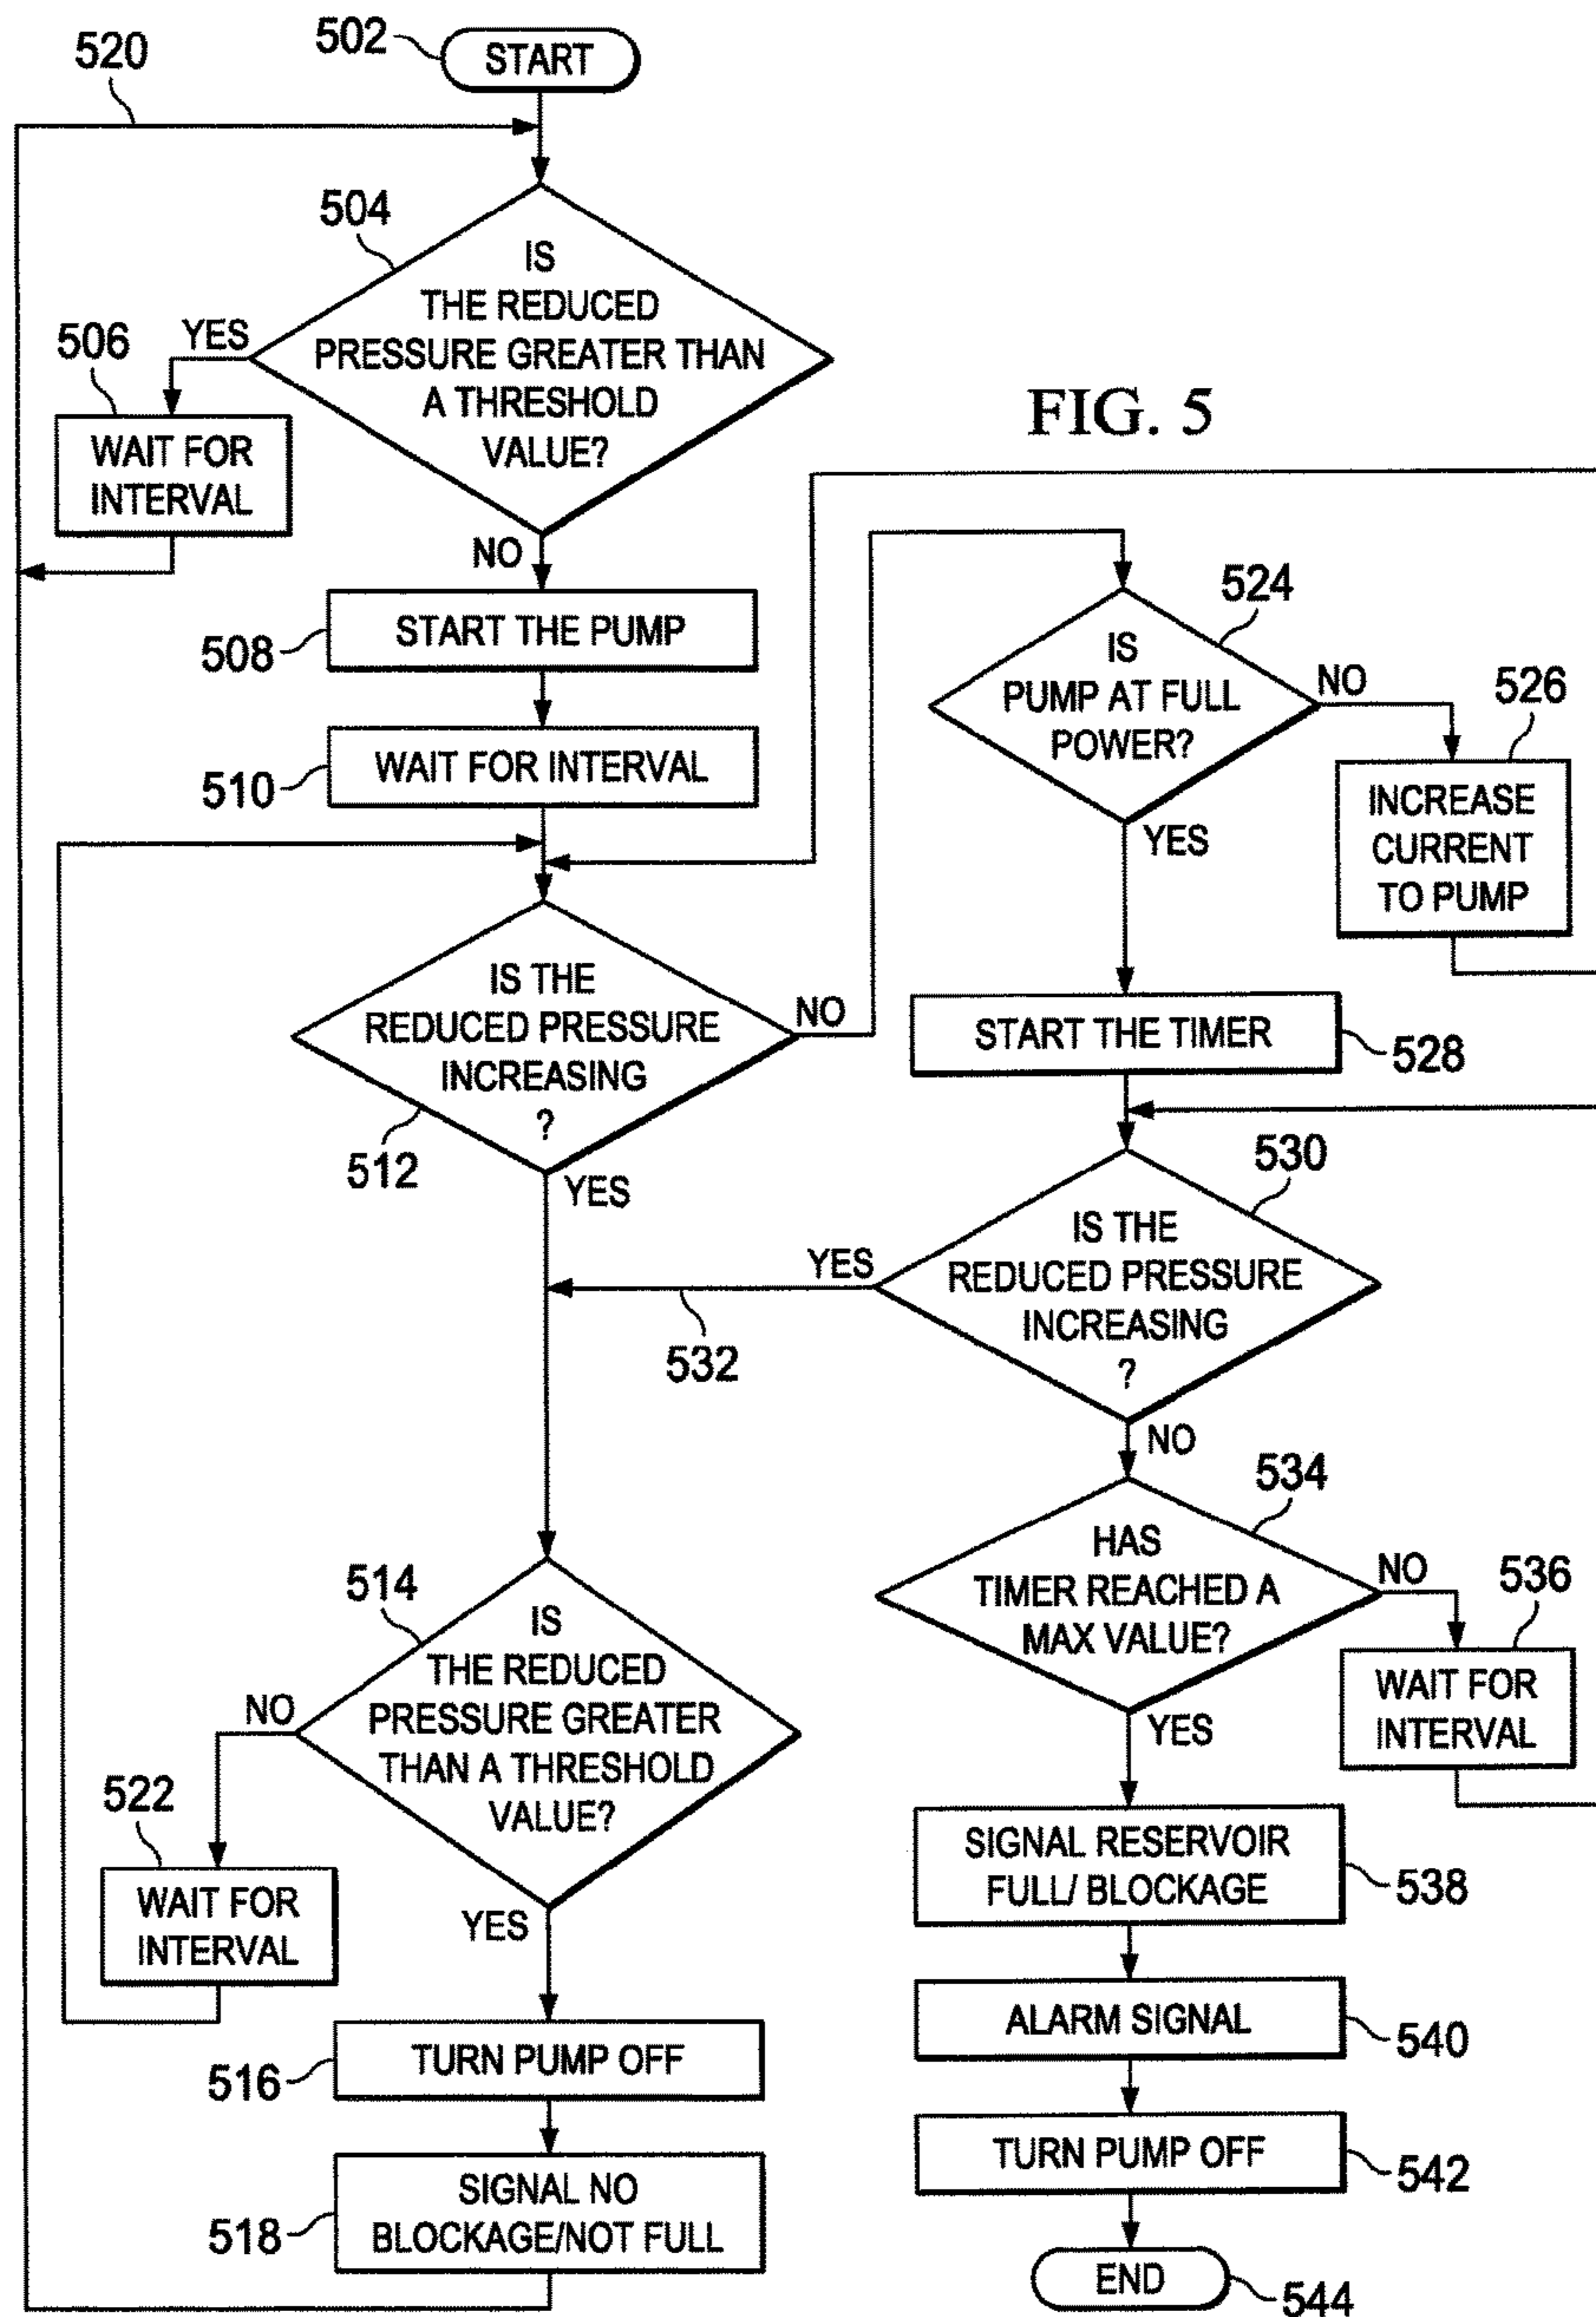 502
START
520
504
IS
THE REDUCED
PRESSURE GREATER THAN
A THRESHOLD
VALUE?
YES
506
WAIT FOR
INTERVAL
FIG. 5
NO
508
START THE PUMP
510
WAIT FOR INTERVAL
524
IS
PUMP AT FULL
POWER?
NO
526
INCREASE
CURRENT
TO PUMP
YES
IS THE
REDUCED PRESSURE
INCREASING
?
NO
512
YES
START THE TIMER
528
530
IS THE
REDUCED PRESSURE
INCREASING
?
YES
532
NO
534
HAS
TIMER REACHED A
MAX VALUE?
NO
536
WAIT FOR
INTERVAL
YES
514
IS
THE REDUCED
PRESSURE GREATER
THAN A THRESHOLD
VALUE?
NO
522
WAIT FOR
INTERVAL
YES
SIGNAL RESERVOIR
FULL/ BLOCKAGE
538
ALARM SIGNAL
540
516
TURN PUMP OFF
TURN PUMP OFF
542
518
SIGNAL NO
BLOCKAGE/NOT FULL
END
544